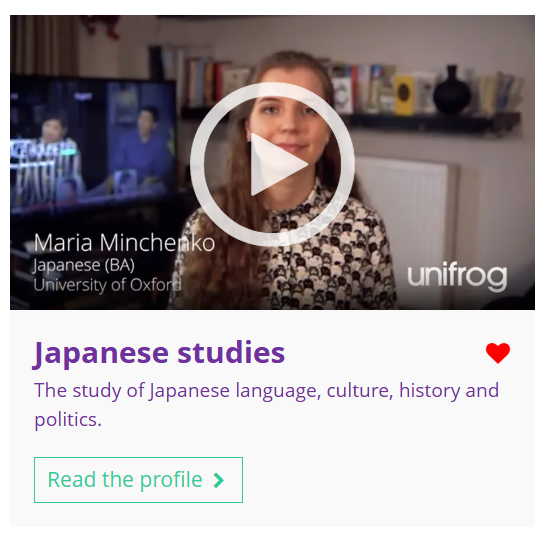 Maria Minchenko
Japanese (BA)
University of Oxford
unifrog
Japanese studies
The study of Japanese language, culture, history and
politics.
Read the profile